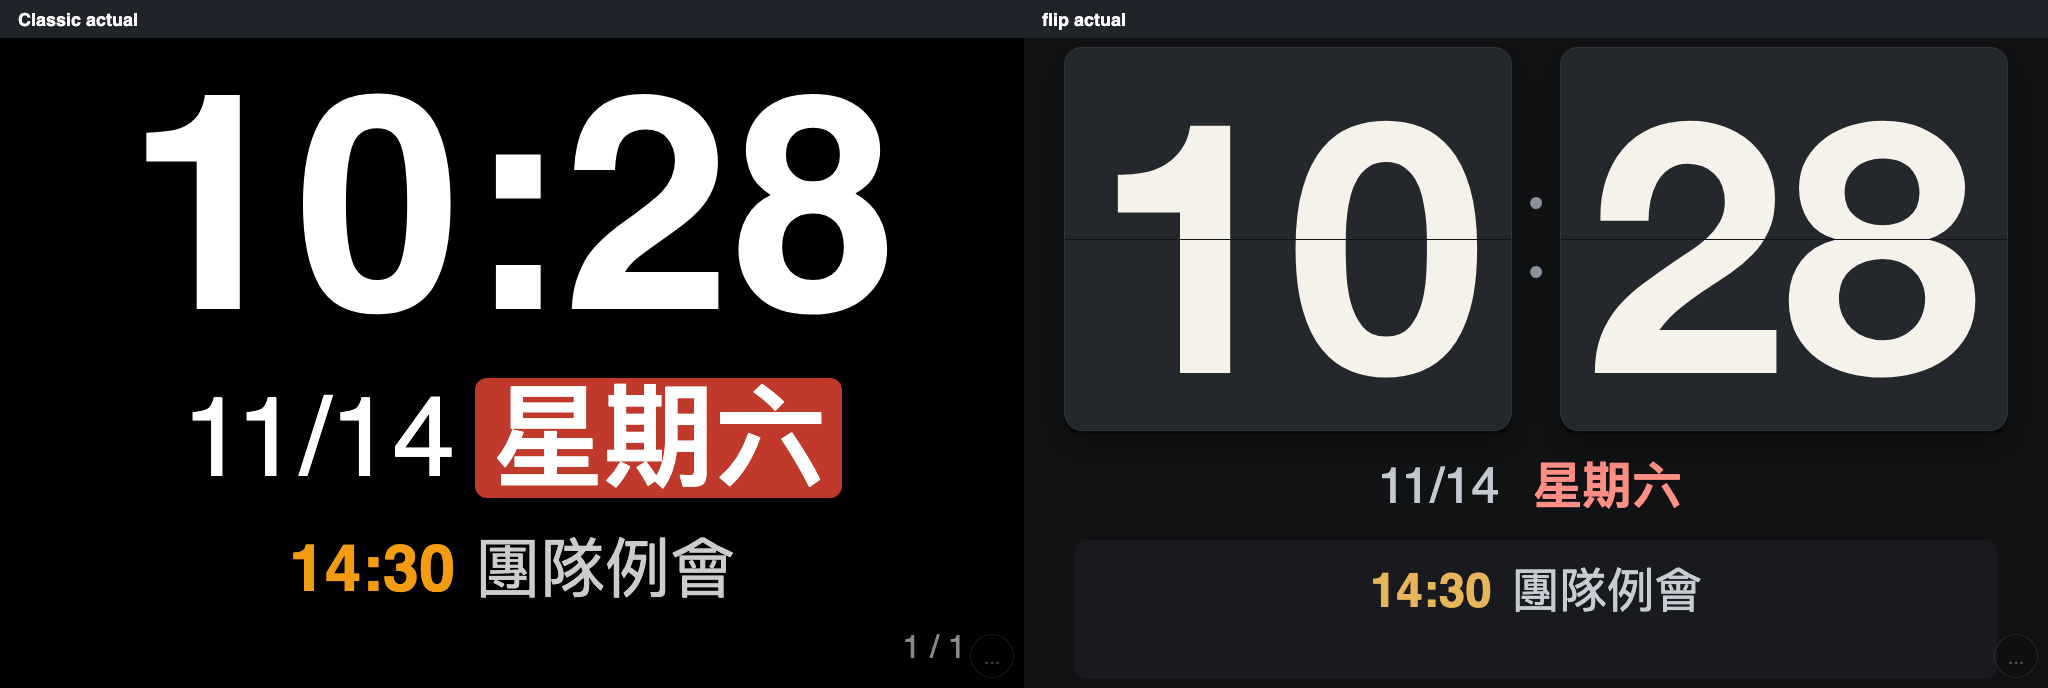 Classic actual
10:28
11/14 星期六
14:30 團隊例會
1 / 1
...
flip actual
10:28
11/14 星期六
14:30 團隊例會
...